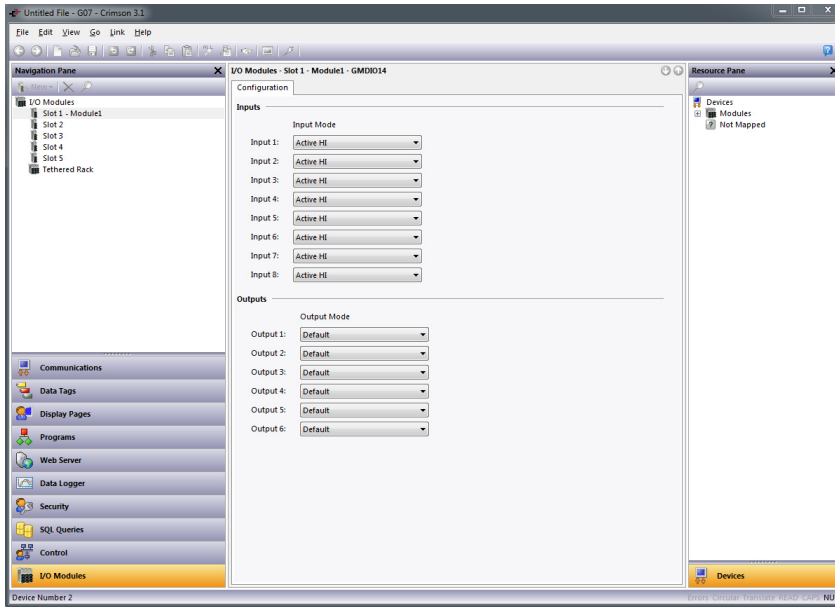 Untitled File - G07 - Crimson 3.1
File Edit View Go Link Help
Navigation Pane
New
I/O Modules
Slot 1 - Module1
Slot 2
Slot 3
Slot 4
Slot 5
Tethered Rack
Communications
Data Tags
Display Pages
Programs
Web Server
Data Logger
Security
SQL Queries
Control
I/O Modules
I/O Modules - Slot 1 - Module1 - GMDIO14
Configuration
Inputs
Input Mode
Input 1: Active HI
Input 2: Active HI
Input 3: Active HI
Input 4: Active HI
Input 5: Active HI
Input 6: Active HI
Input 7: Active HI
Input 8: Active HI
Outputs
Output Mode
Output 1: Default
Output 2: Default
Output 3: Default
Output 4: Default
Output 5: Default
Output 6: Default
Resource Pane
Devices
Modules
Not Mapped
Devices
Device Number 2
Errors Circular Translate READ CAPS NU